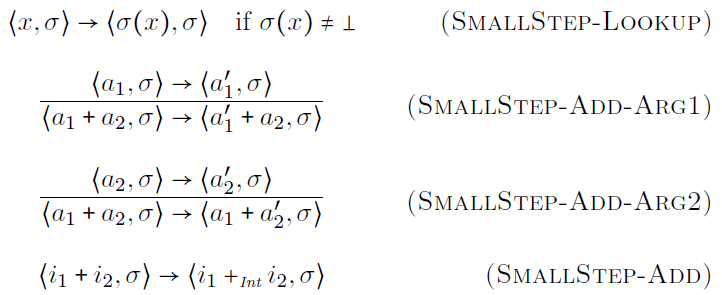 ⟨x, σ⟩ → ⟨σ(x), σ⟩ if σ(x) ≠ ⊥ (SMALLSTEP-LOOKUP)
⟨a₁, σ⟩ → ⟨a₁′, σ⟩
⟨a₁ + a₂, σ⟩ → ⟨a₁′ + a₂, σ⟩ (SMALLSTEP-ADD-ARG1)
⟨a₂, σ⟩ → ⟨a₂′, σ⟩
⟨a₁ + a₂, σ⟩ → ⟨a₁ + a₂′, σ⟩ (SMALLSTEP-ADD-ARG2)
⟨i₁ + i₂, σ⟩ → ⟨i₁ +Int i₂, σ⟩ (SMALLSTEP-ADD)